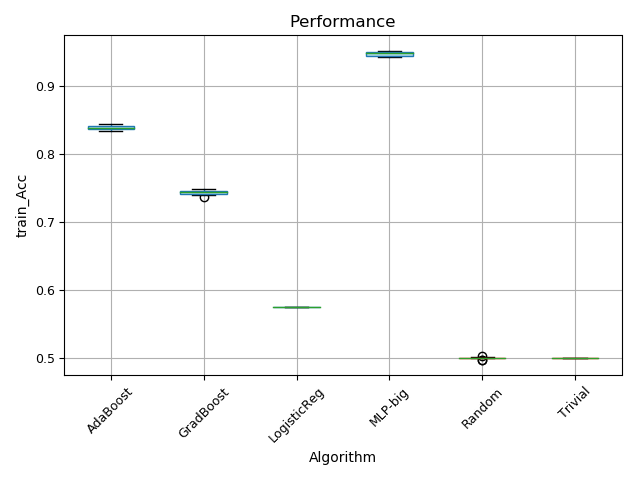 Performance
train_Acc
0.9
0.8
0.7
0.6
0.5
AdaBoost
GradBoost
LogisticReg
MLP-big
Random
Trivial
Algorithm